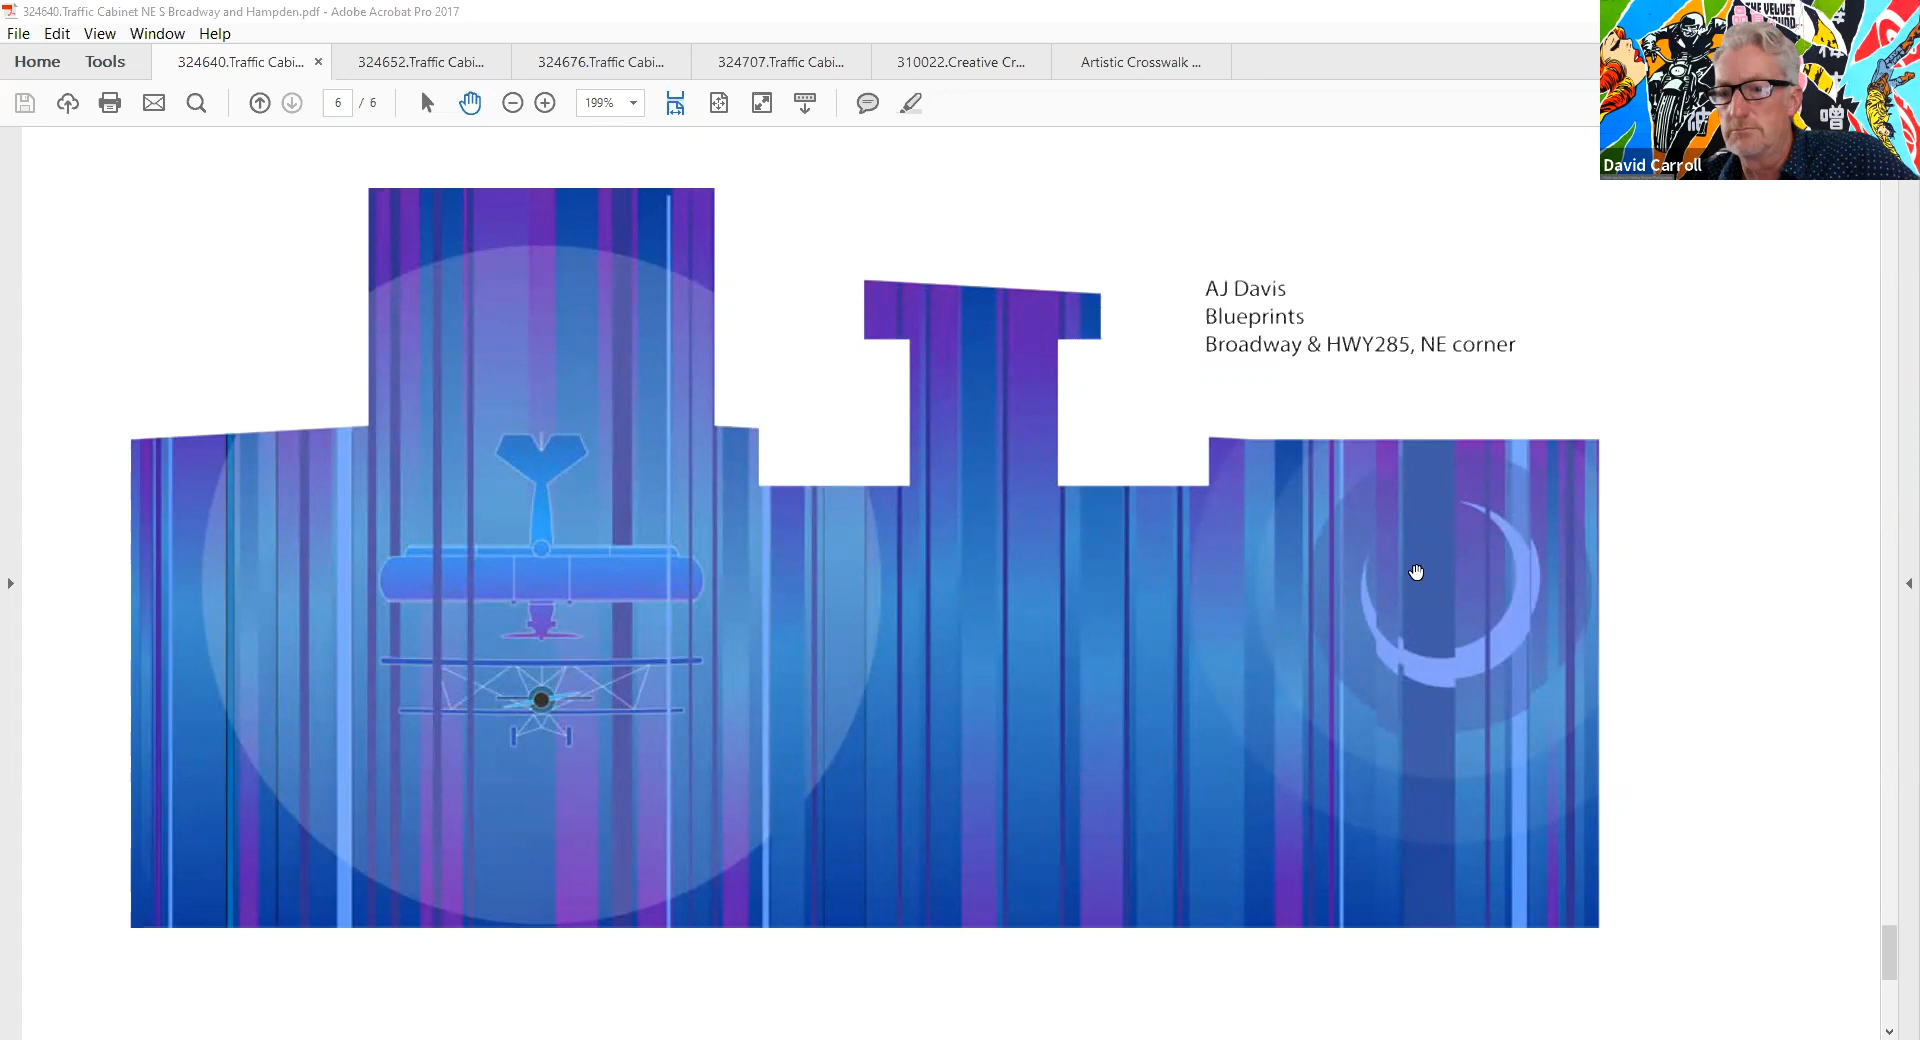 324640.Traffic Cabinet NE S Broadway and Hampden.pdf - Adobe Acrobat Pro 2017
File Edit View Window Help
Home Tools 324640.Traffic Cabi... × 324652.Traffic Cabi... 324676.Traffic Cabi... 324707.Traffic Cabi... 310022.Creative Cr... Artistic Crosswalk ...
6 / 6 199%
THE VELVET
David Carroll
AJ Davis
Blueprints
Broadway & HWY285, NE corner